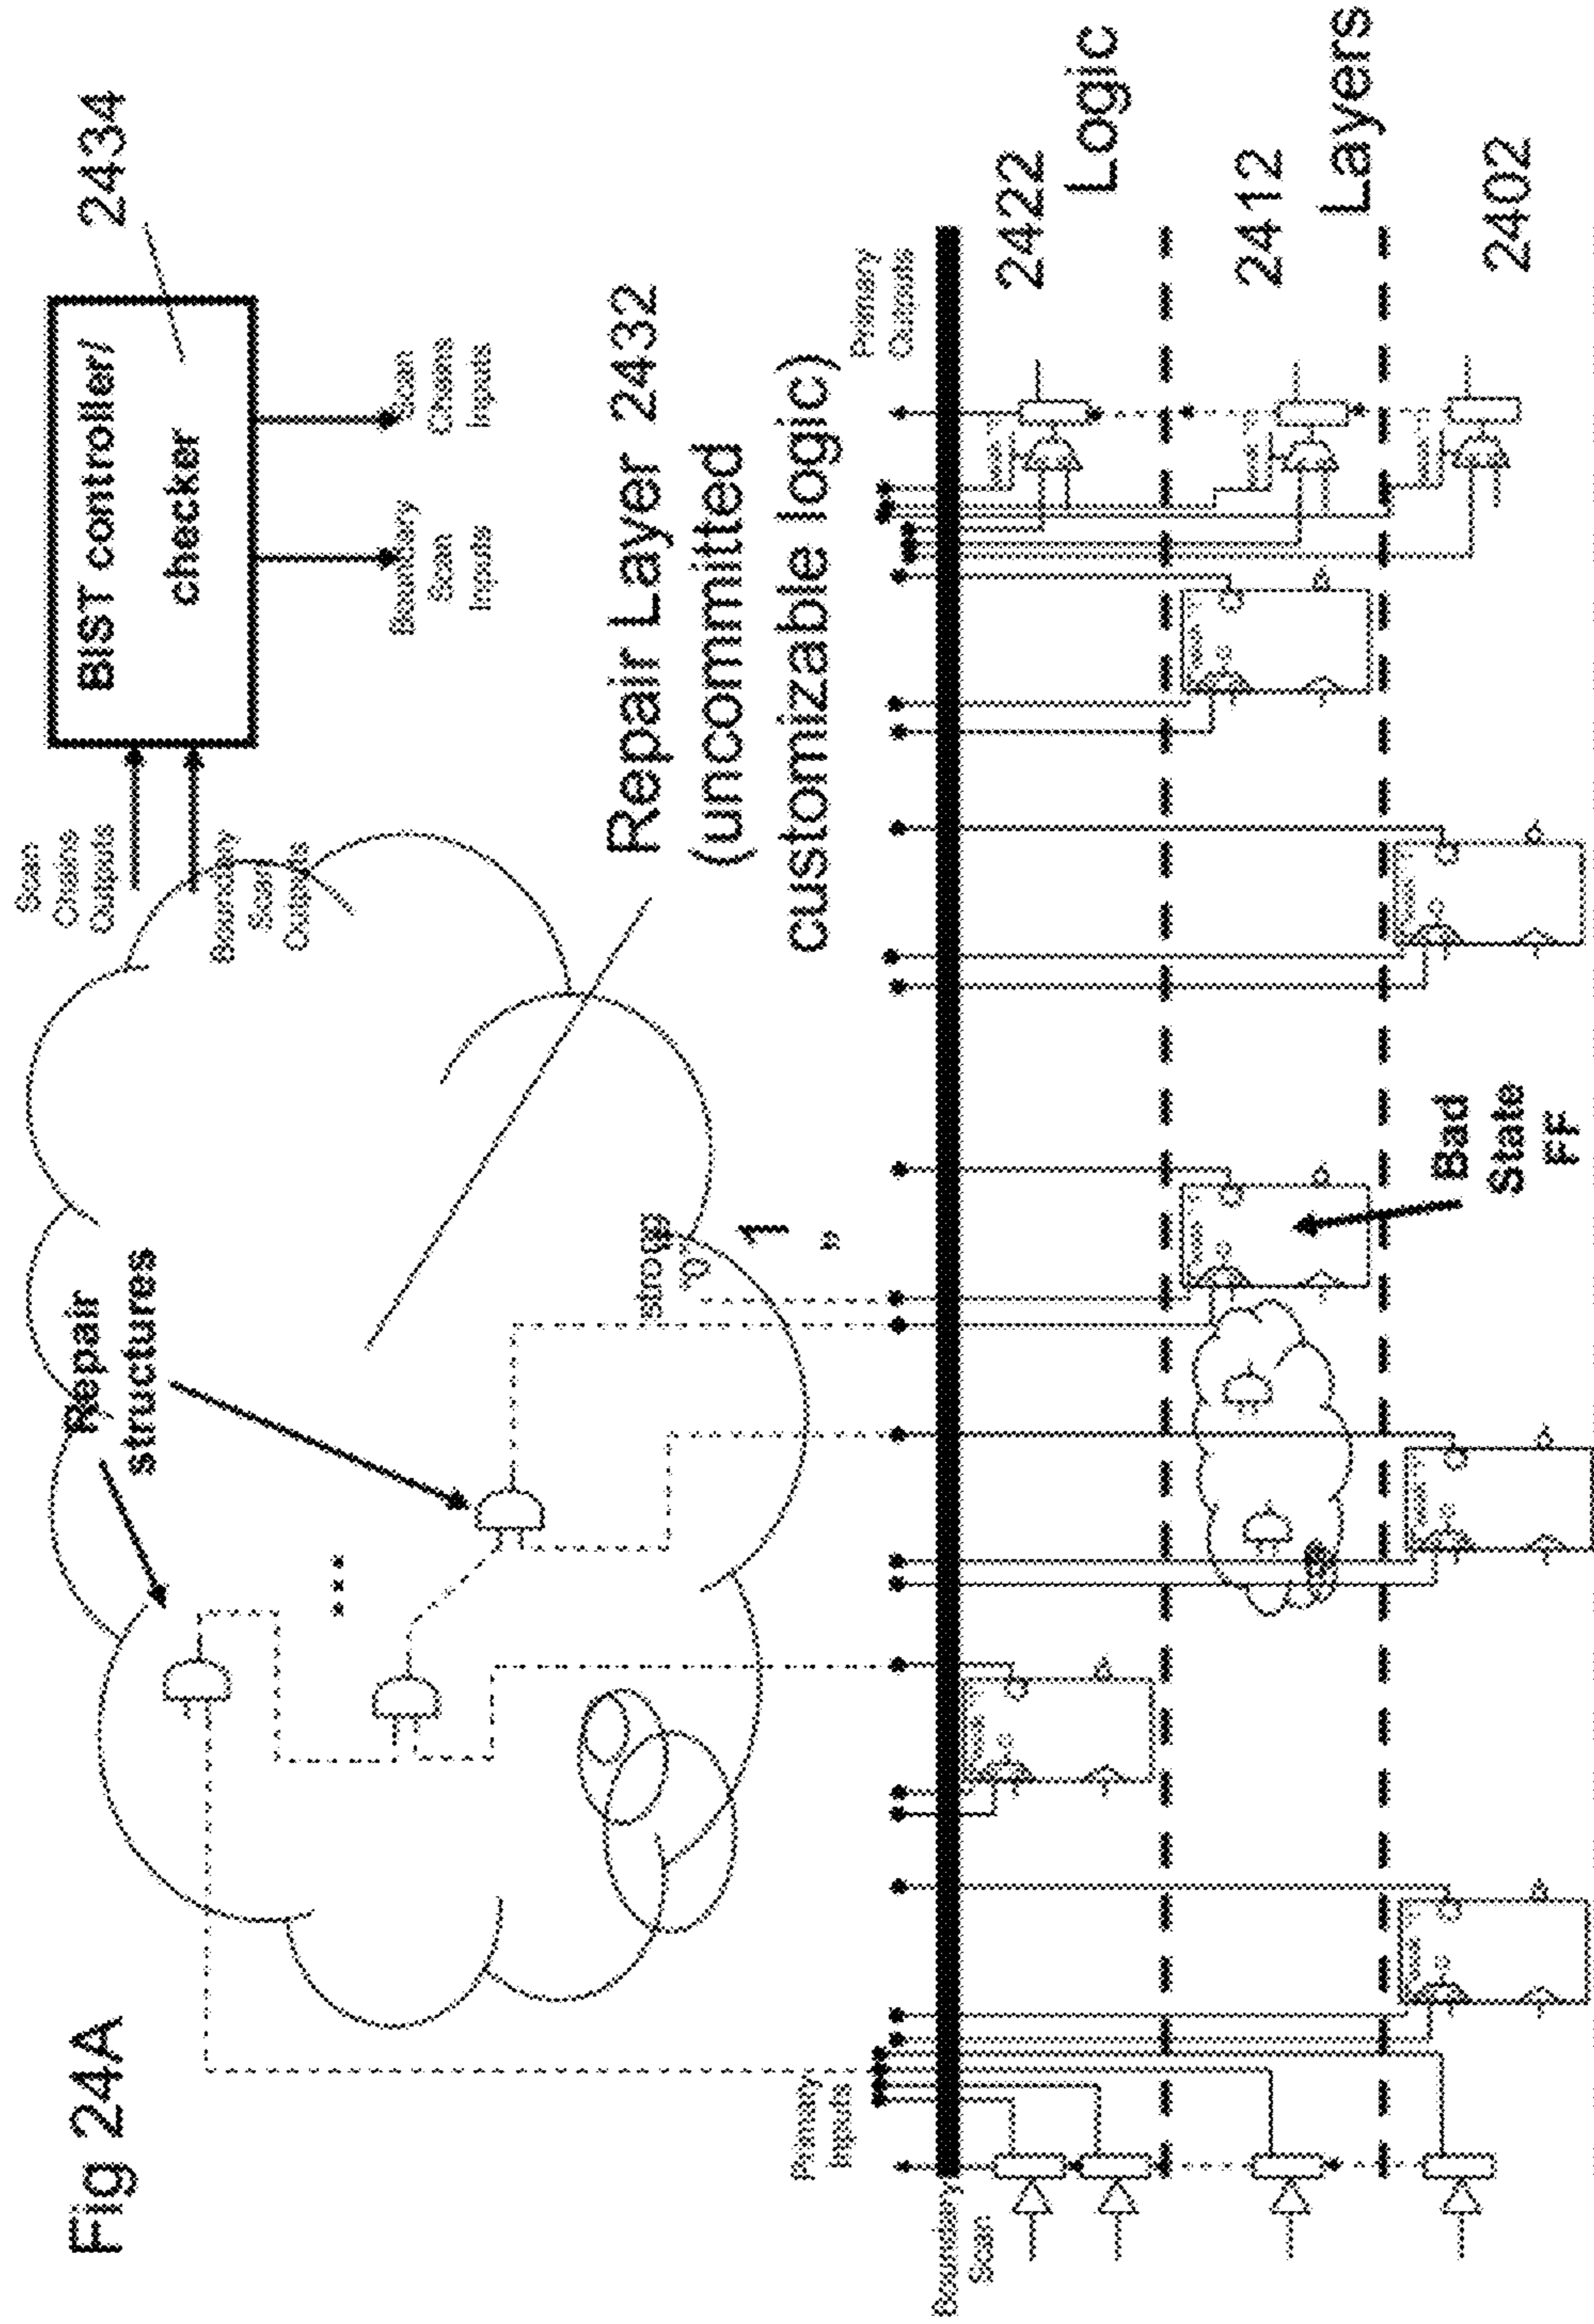 Fig 24A
Repair
structures
Scan
Chains
Outputs
Boundary
Scan
Outputs
BIST controller/
checker
2434
Boundary
Scan
Inputs
Scan
Chains
Inputs
Repair Layer 2432
(uncommitted
customizable logic)
strong
1
Primary
Inputs
Primary
Outputs
Boundary
Scan
2422
Logic
2412
Layers
2402
Bad
State
FF